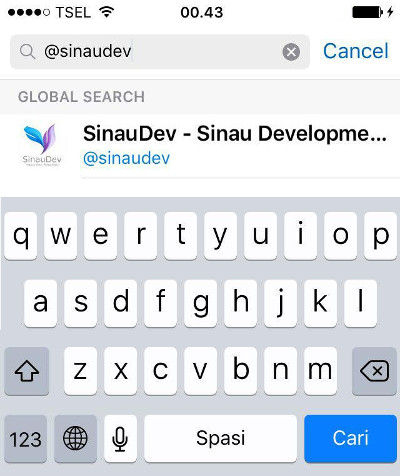 TSEL 00.43
@sinaudev Cancel
GLOBAL SEARCH
SinauDev - Sinau Developme...
@sinaudev
SinauDev
q w e r t y u i o p
a s d f g h j k l
z x c v b n m
123 Spasi Cari